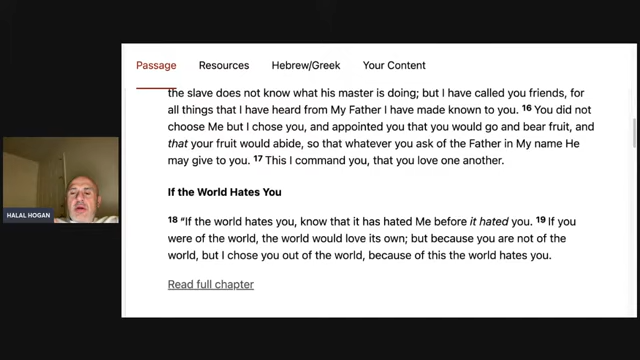 Passage Resources Hebrew/Greek Your Content
the slave does not know what his master is doing; but I have called you friends, for
all things that I have heard from My Father I have made known to you. 16 You did not
choose Me but I chose you, and appointed you that you would go and bear fruit, and
that your fruit would abide, so that whatever you ask of the Father in My name He
may give to you. 17 This I command you, that you love one another.
If the World Hates You
18 “If the world hates you, know that it has hated Me before it hated you. 19 If you
were of the world, the world would love its own; but because you are not of the
world, but I chose you out of the world, because of this the world hates you.
Read full chapter
HALAL HOGAN